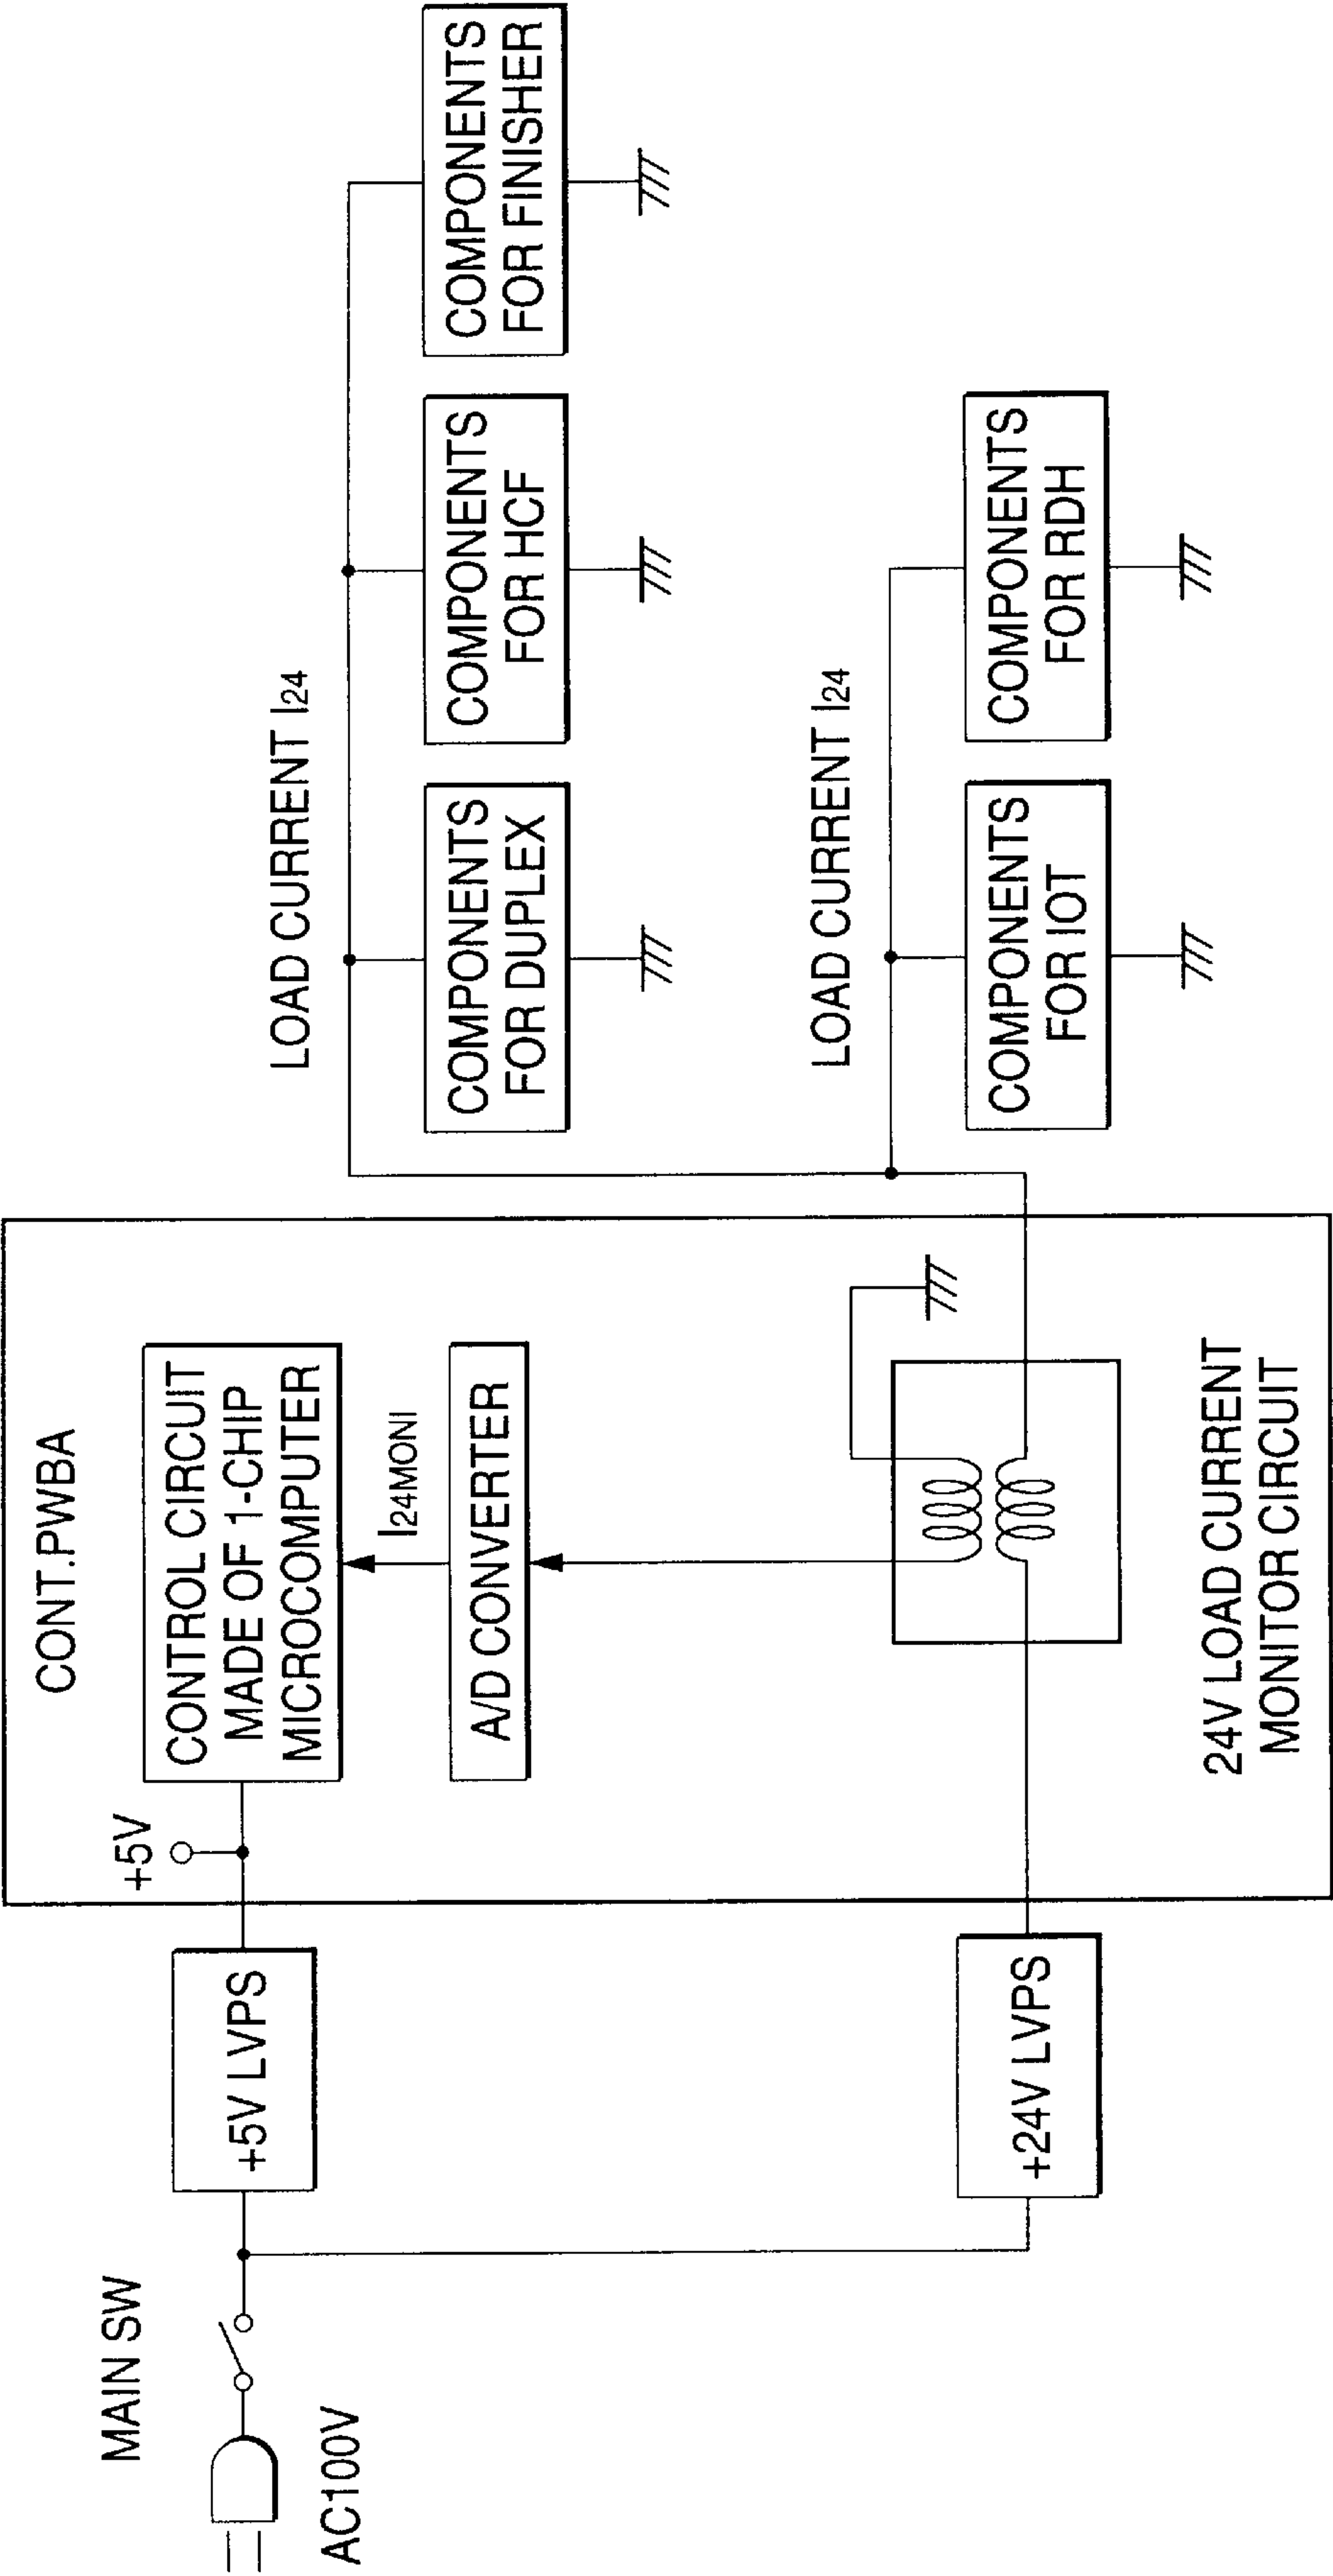 MAIN SW
AC100V
+5V LVPS
+24V LVPS
CONT.PWBA
+5V
CONTROL CIRCUIT
MADE OF 1-CHIP
MICROCOMPUTER
I24MONI
A/D CONVERTER
24V LOAD CURRENT
MONITOR CIRCUIT
LOAD CURRENT I24
COMPONENTS
FOR DUPLEX
COMPONENTS
FOR HCF
COMPONENTS
FOR FINISHER
LOAD CURRENT I24
COMPONENTS
FOR IOT
COMPONENTS
FOR RDH